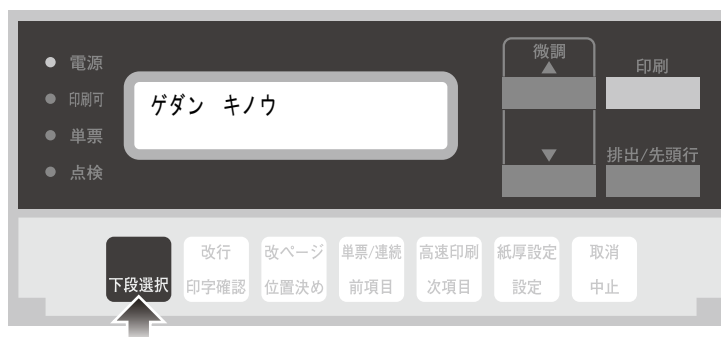 電源
印刷可
単票
点検
ゲダン キノウ
微調
▲
▼
印刷
排出/先頭行
下段選択
改行
印字確認
改ページ
位置決め
単票/連続
前項目
高速印刷
次項目
紙厚設定
設定
取消
中止